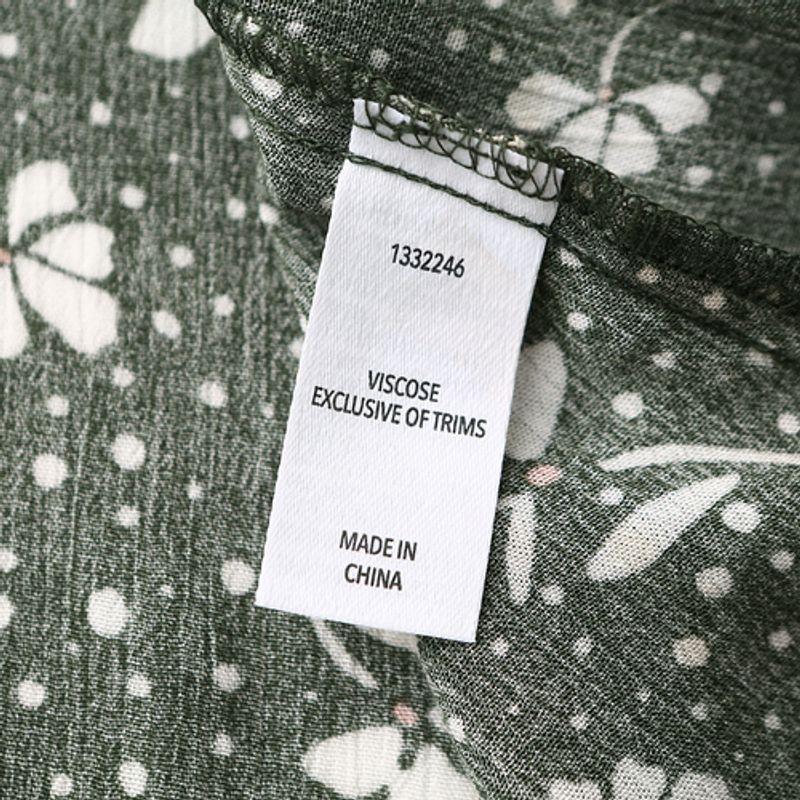 1332246
VISCOSE
EXCLUSIVE OF TRIMS
MADE IN
CHINA